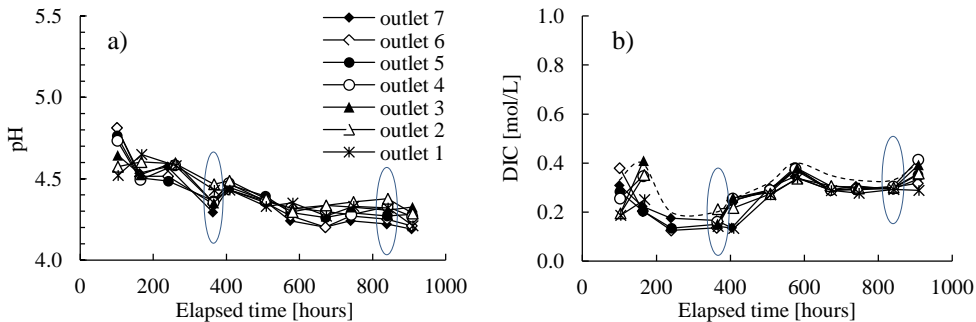 a)
pH
5.5
5.0
4.5
4.0
0 200 400 600 800 1000
Elapsed time [hours]
outlet 7
outlet 6
outlet 5
outlet 4
outlet 3
outlet 2
outlet 1
b)
DIC [mol/L]
1.0
0.8
0.6
0.4
0.2
0.0
0 200 400 600 800 1000
Elapsed time [hours]